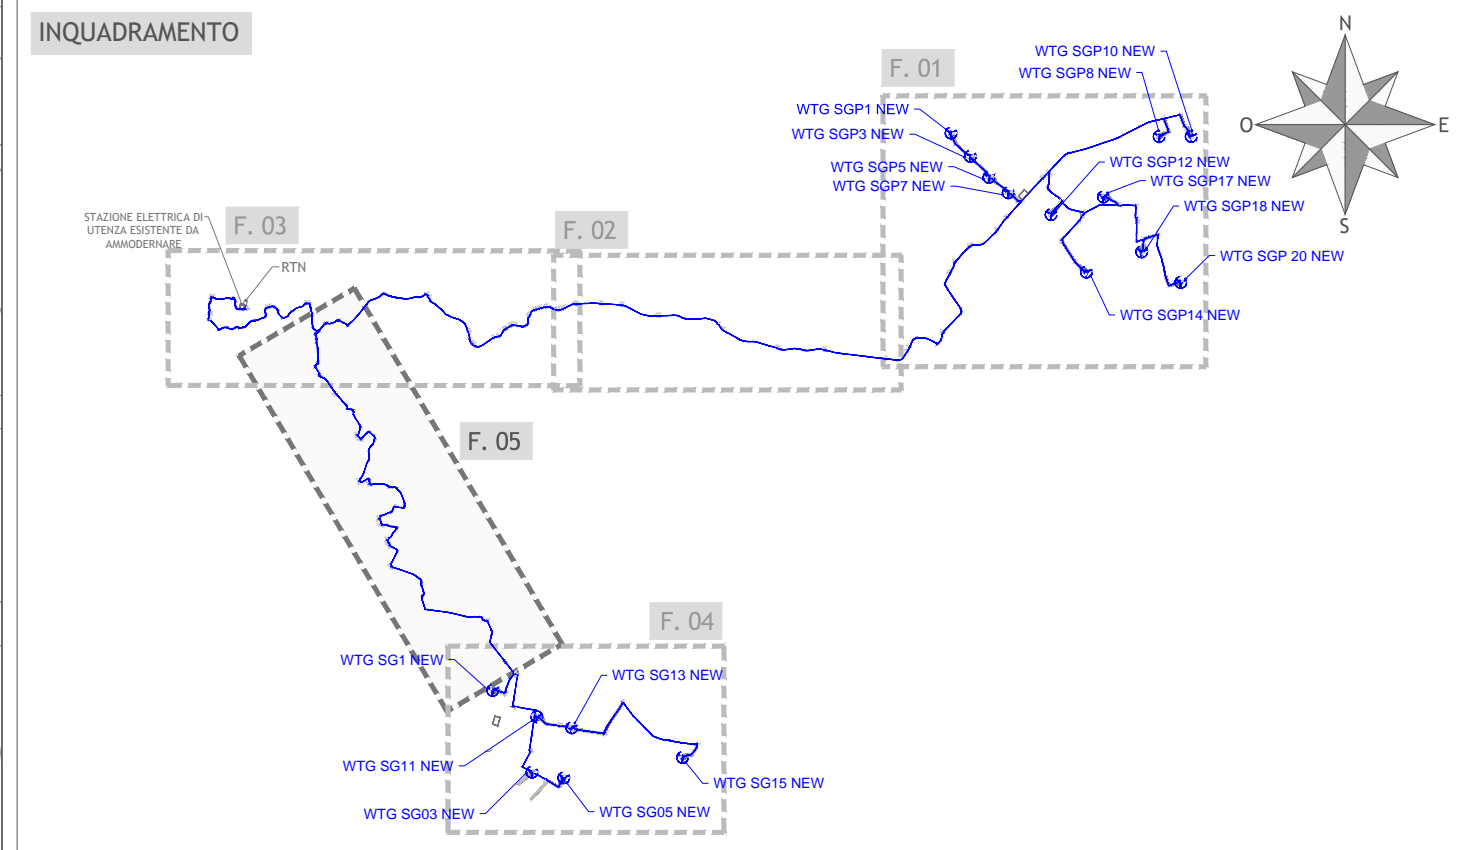 INQUADRAMENTO
N
WTG SGP10 NEW
F. 01
WTG SGP8 NEW
WTG SGP1 NEW
O
E
WTG SGP3 NEW
WTG SGP5 NEW
WTG SGP12 NEW
WTG SGP7 NEW
WTG SGP17 NEW
WTG SGP18 NEW
S
STAZIONE ELETTRICA DI
UTENZA ESISTENTE DA
AMMODERNARE
F. 03
F. 02
WTG SGP 20 NEW
RTN
WTG SGP14 NEW
F. 05
F. 04
WTG SG1 NEW
WTG SG13 NEW
WTG SG11 NEW
WTG SG15 NEW
WTG SG03 NEW
WTG SG05 NEW